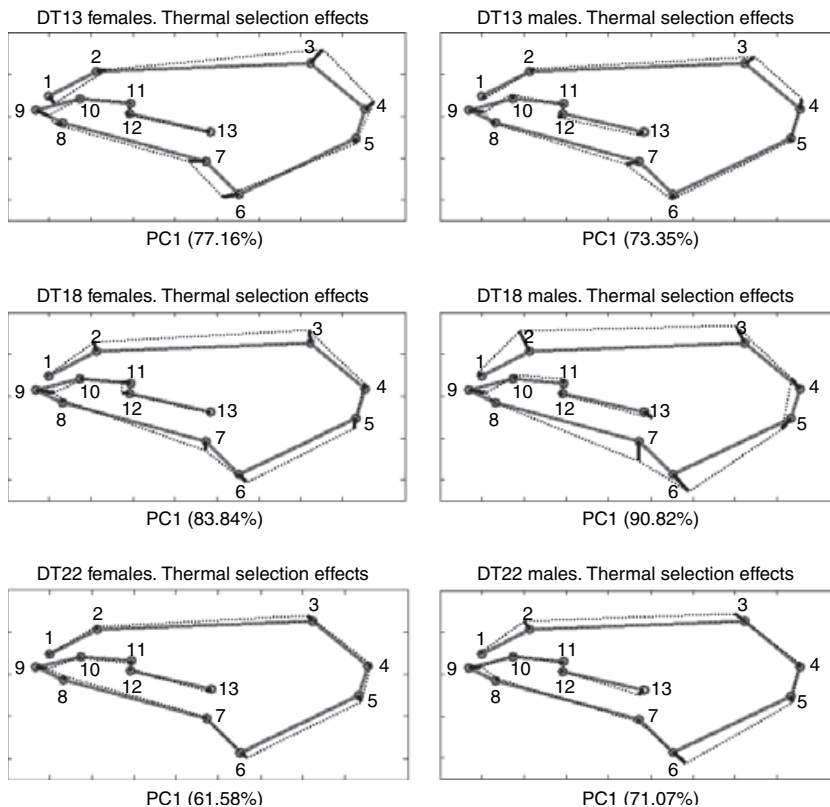 DT13 females. Thermal selection effects
1 2 3 4 5 6 7 8 9 10 11 12 13
PC1 (77.16%)
DT13 males. Thermal selection effects
1 2 3 4 5 6 7 8 9 10 11 12 13
PC1 (73.35%)
DT18 females. Thermal selection effects
1 2 3 4 5 6 7 8 9 10 11 12 13
PC1 (83.84%)
DT18 males. Thermal selection effects
1 2 3 4 5 6 7 8 9 10 11 12 13
PC1 (90.82%)
DT22 females. Thermal selection effects
1 2 3 4 5 6 7 8 9 10 11 12 13
PC1 (61.58%)
DT22 males. Thermal selection effects
1 2 3 4 5 6 7 8 9 10 11 12 13
PC1 (71.07%)